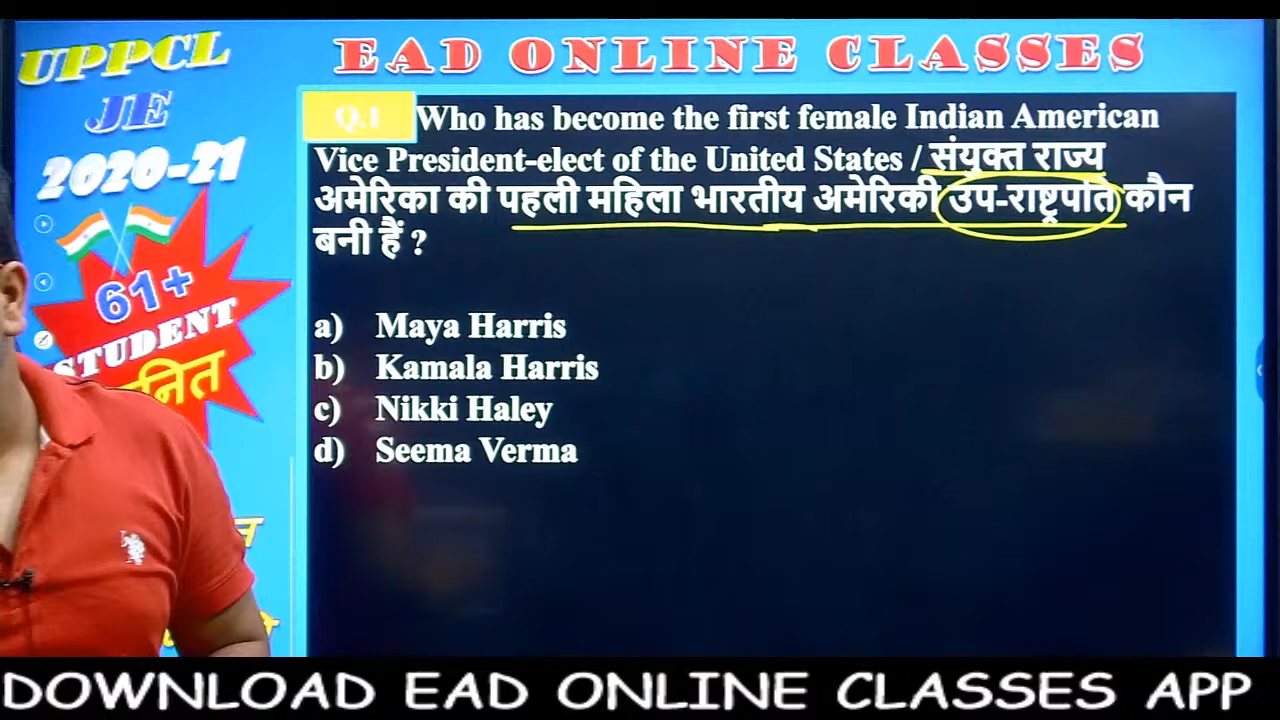 UPPCL
JE
2020-21
61+
STUDENT
EAD ONLINE CLASSES
Q.1 Who has become the first female Indian American
Vice President-elect of the United States / संयुक्त राज्य
अमेरिका की पहली महिला भारतीय अमेरिकी उप-राष्ट्रपति कौन
बनी हैं ?
a) Maya Harris
b) Kamala Harris
c) Nikki Haley
d) Seema Verma
DOWNLOAD EAD ONLINE CLASSES APP